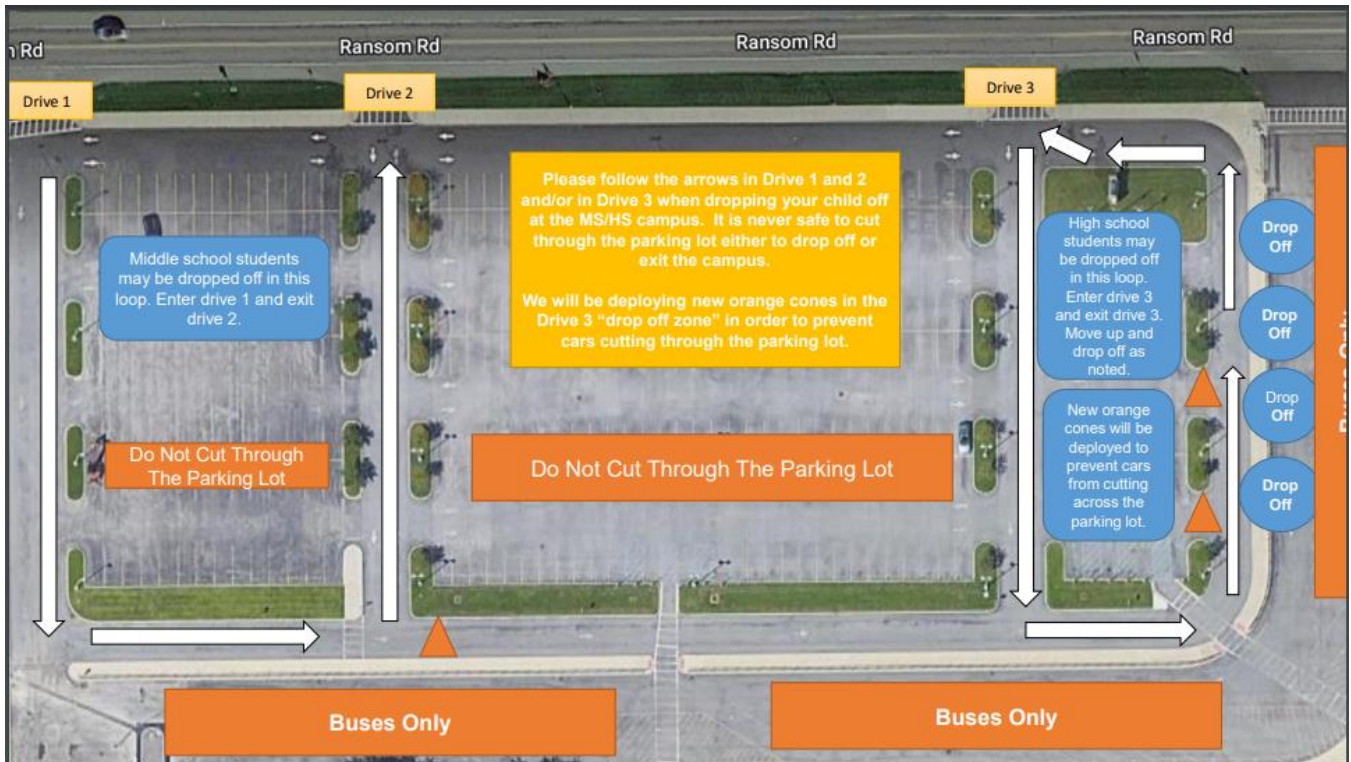 n Rd
Ransom Rd
Ransom Rd
Ransom Rd
Drive 1
Drive 2
Drive 3
Please follow the arrows in Drive 1 and 2
and/or in Drive 3 when dropping your child off
at the MS/HS campus. It is never safe to cut
through the parking lot either to drop off or
exit the campus.
We will be deploying new orange cones in the
Drive 3 “drop off zone” in order to prevent
cars cutting through the parking lot.
Middle school students
may be dropped off in this
loop. Enter drive 1 and exit
drive 2.
High school
students may
be dropped off
in this loop.
Enter drive 3
and exit drive 3.
Move up and
drop off as
noted.
Drop
Off
Drop
Off
Drop
Off
Drop
Off
Buses Only
New orange
cones will be
deployed to
prevent cars
from cutting
across the
parking lot.
Do Not Cut Through
The Parking Lot
Do Not Cut Through The Parking Lot
Buses Only
Buses Only